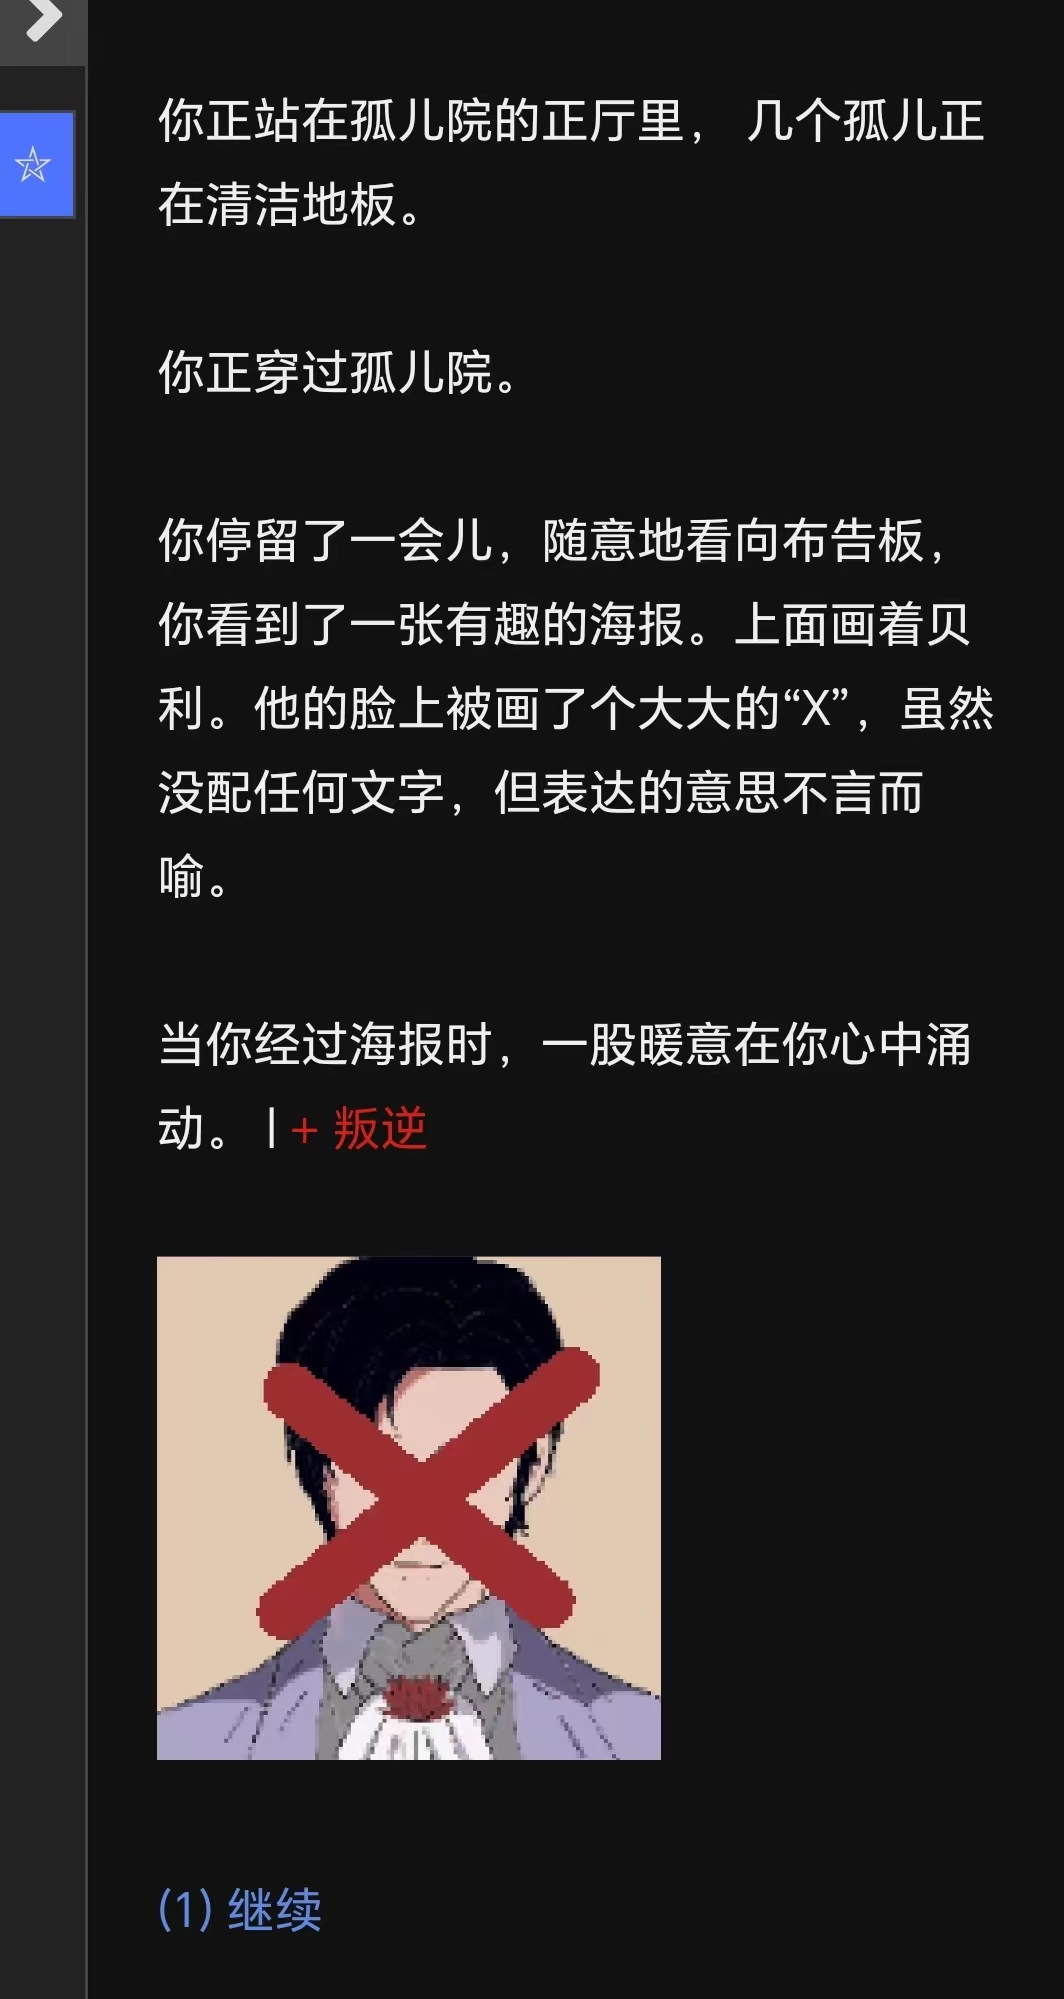 你正站在孤儿院的正厅里， 几个孤儿正
在清洁地板。
你正穿过孤儿院。
你停留了一会儿，随意地看向布告板，
你看到了一张有趣的海报。上面画着贝
利。他的脸上被画了个大大的“X”，虽然
没配任何文字，但表达的意思不言而
喻。
当你经过海报时，一股暖意在你心中涌
动。 | + 叛逆
(1) 继续